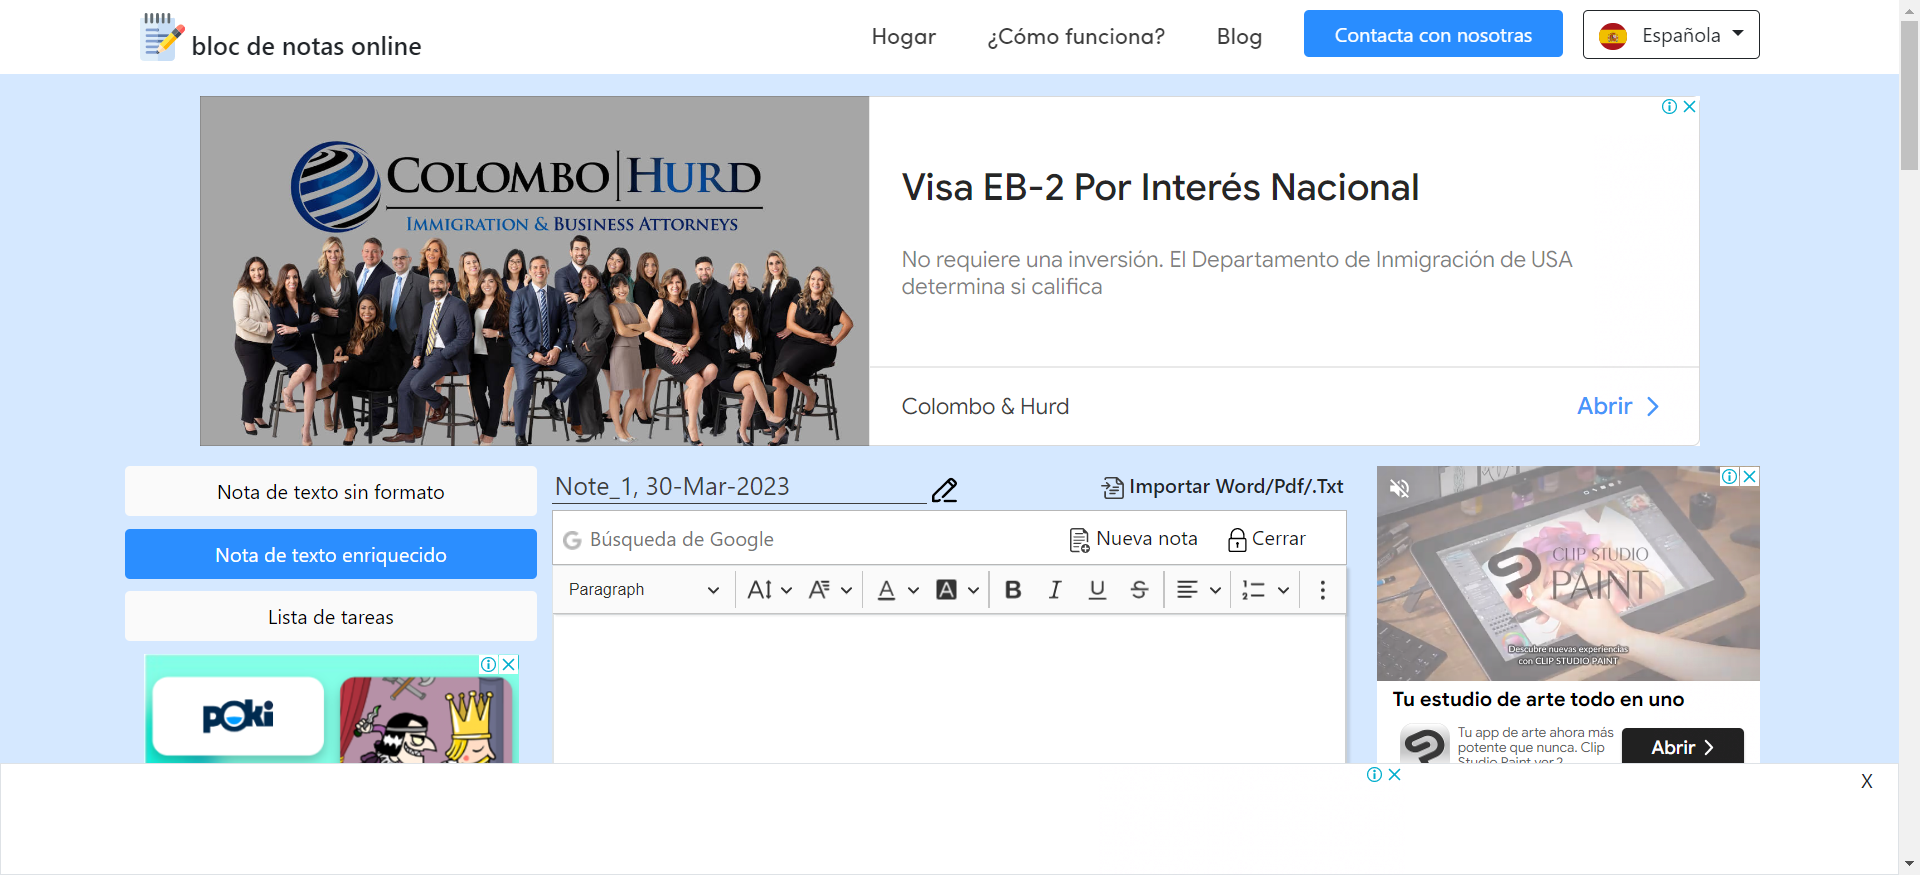 bloc de notas online
Hogar
¿Cómo funciona?
Blog
Contacta con nosotras
Española
COLOMBO HURD
IMMIGRATION & BUSINESS ATTORNEYS
Visa EB-2 Por Interés Nacional
No requiere una inversión. El Departamento de Inmigración de USA
determina si califica
Colombo & Hurd
Abrir
Nota de texto sin formato
Nota de texto enriquecido
Lista de tareas
POKI
Note_1, 30-Mar-2023
Importar Word/Pdf/.Txt
Búsqueda de Google
Nueva nota
Cerrar
Paragraph
CLIP STUDIO
PAINT
Descubre nuevas experiencias
con CLIP STUDIO PAINT
Tu estudio de arte todo en uno
Tu app de arte ahora más
potente que nunca. Clip
Studio Paint ver.2
Abrir
X